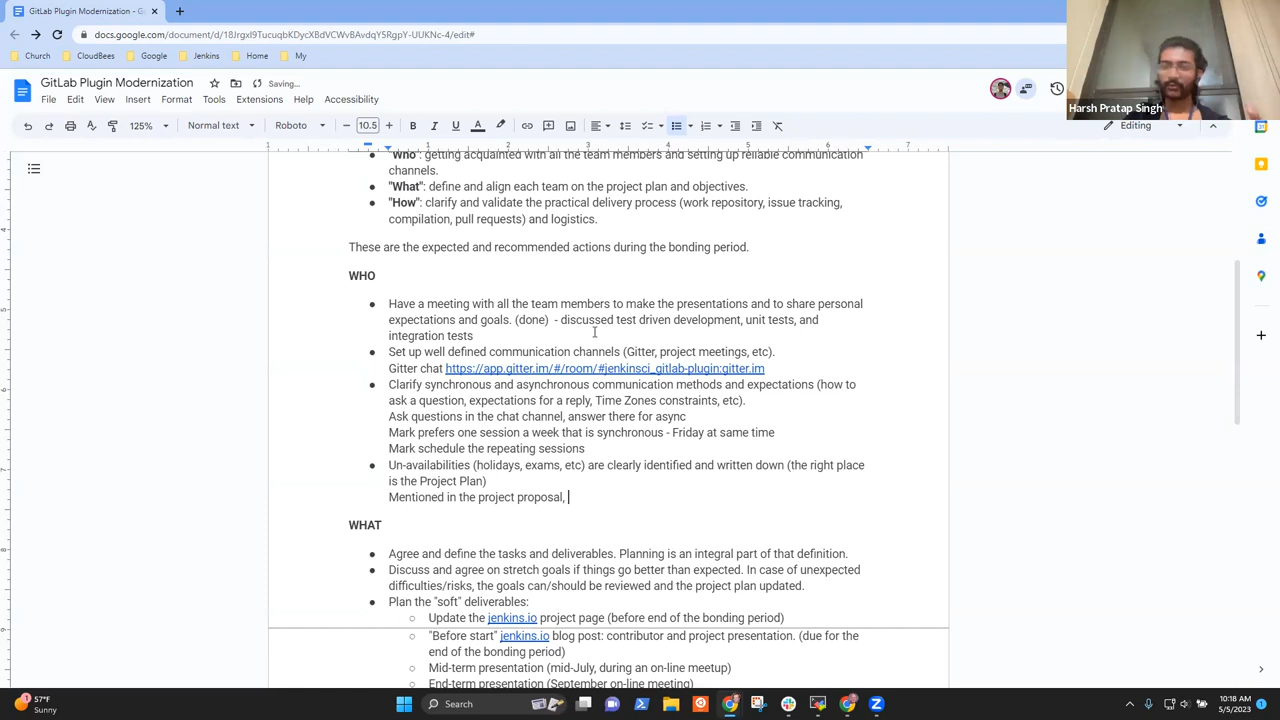 GitLab Plugin Modernization - G
docs.google.com/document/d/18JrgxI9TucuqbKDycXBdVCWvBAvdqY5RgpY-UUKNc-4/edit#
Church CloudBees Google Jenkins Home My
GitLab Plugin Modernization Saving...
File Edit View Insert Format Tools Extensions Help Accessibility
Harsh Pratap Singh
125% Normal text Roboto 10.5 Editing
1 1 2 3 4 5 6 7
"Who": getting acquainted with all the team members and setting up reliable communication
channels.
"What": define and align each team on the project plan and objectives.
"How": clarify and validate the practical delivery process (work repository, issue tracking,
compilation, pull requests) and logistics.
These are the expected and recommended actions during the bonding period.
WHO
Have a meeting with all the team members to make the presentations and to share personal
expectations and goals. (done) - discussed test driven development, unit tests, and
integration tests
Set up well defined communication channels (Gitter, project meetings, etc).
Gitter chat https://app.gitter.im/#/room/#jenkinsci_gitlab-plugin:gitter.im
Clarify synchronous and asynchronous communication methods and expectations (how to
ask a question, expectations for a reply, Time Zones constraints, etc).
Ask questions in the chat channel, answer there for async
Mark prefers one session a week that is synchronous - Friday at same time
Mark schedule the repeating sessions
Un-availabilities (holidays, exams, etc) are clearly identified and written down (the right place
is the Project Plan)
Mentioned in the project proposal,
WHAT
Agree and define the tasks and deliverables. Planning is an integral part of that definition.
Discuss and agree on stretch goals if things go better than expected. In case of unexpected
difficulties/risks, the goals can/should be reviewed and the project plan updated.
Plan the "soft" deliverables:
Update the jenkins.io project page (before end of the bonding period)
"Before start" jenkins.io blog post: contributor and project presentation. (due for the
end of the bonding period)
Mid-term presentation (mid-July, during an on-line meetup)
End-term presentation (September on-line meeting)
57°F
Sunny
Search
10:18 AM
5/5/2023